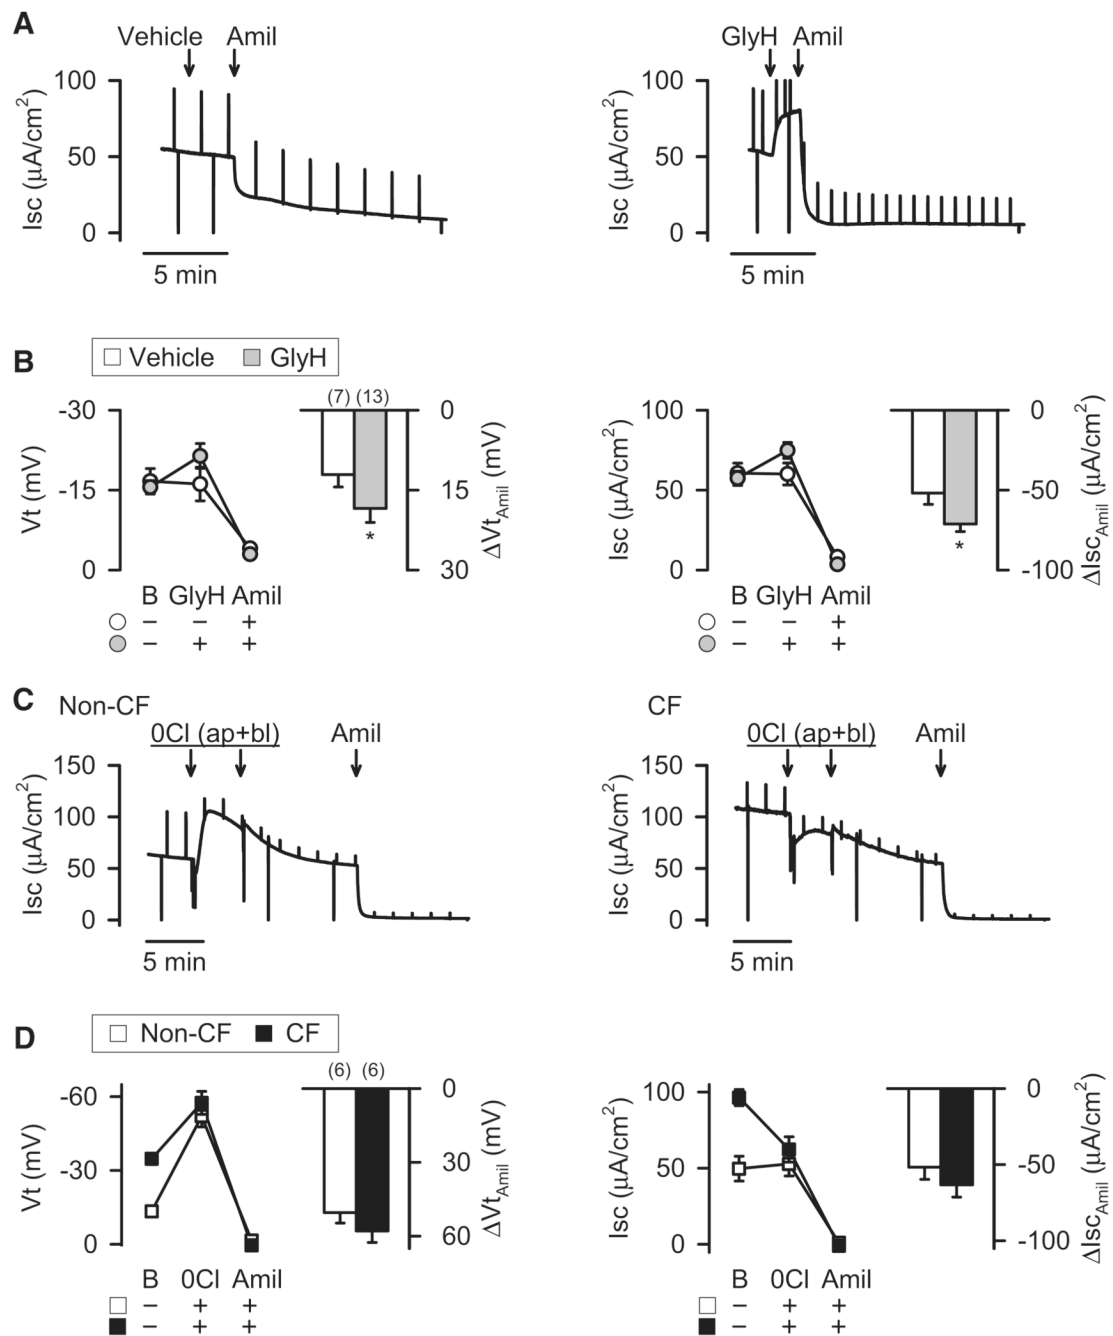 A
Vehicle Amil
GlyH Amil
Isc (µA/cm2)
100
50
0
5 min
Isc (µA/cm2)
100
50
0
5 min
B
Vehicle GlyH
Vt (mV)
-30
-15
0
(7) (13)
0
15
30
ΔVtAmil (mV)
*
B GlyH Amil
− − +
− + +
Isc (µA/cm2)
100
50
0
0
-50
-100
ΔIscAmil (µA/cm2)
*
B GlyH Amil
− − +
− + +
C
Non-CF
0Cl (ap+bl) Amil
Isc (µA/cm2)
150
100
50
0
5 min
CF
0Cl (ap+bl) Amil
Isc (µA/cm2)
150
100
50
0
5 min
D
Non-CF CF
Vt (mV)
-60
-30
0
(6) (6)
0
30
60
ΔVtAmil (mV)
B 0Cl Amil
− + +
− + +
Isc (µA/cm2)
100
50
0
0
-50
-100
ΔIscAmil (µA/cm2)
B 0Cl Amil
− + +
− + +